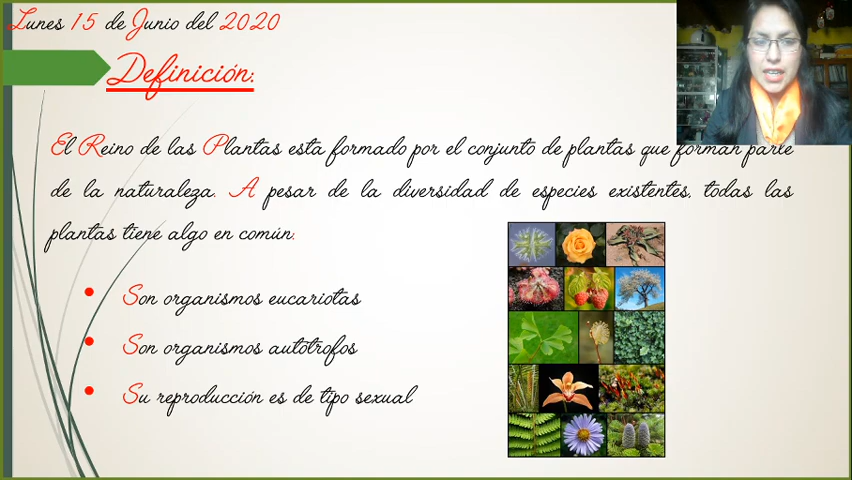 Lunes 15 de Junio del 2020
Definición:
El Reino de las Plantas esta formado por el conjunto de plantas que forman parte
de la naturaleza. A pesar de la diversidad de especies existentes, todas las
plantas tiene algo en común:
Son organismos eucariotas
Son organismos autótrofos
Su reproducción es de tipo sexual